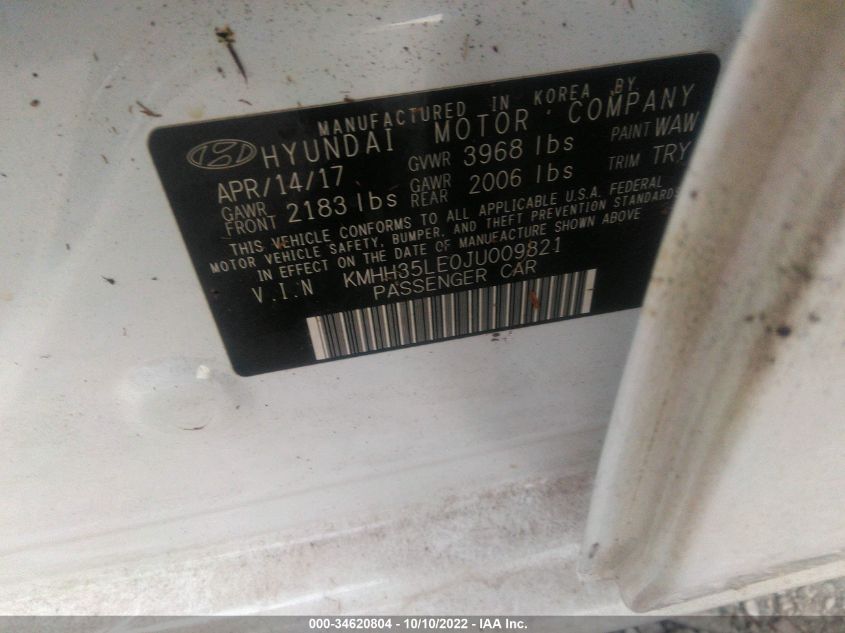 MANUFACTURED IN KOREA BY
HYUNDAI MOTOR COMPANY
APR/14/17 GVWR 3968 lbs PAINT WAW
GAWR FRONT 2183 lbs GAWR REAR 2006 lbs TRIM TRY
THIS VEHICLE CONFORMS TO ALL APPLICABLE U.S.A. FEDERAL
MOTOR VEHICLE SAFETY, BUMPER, AND THEFT PREVENTION STANDARDS
IN EFFECT ON THE DATE OF MANUFACTURE SHOWN ABOVE
V.I.N KMHH35LE0JU009821
PASSENGER CAR
000-34620804 - 10/10/2022 - IAA Inc.